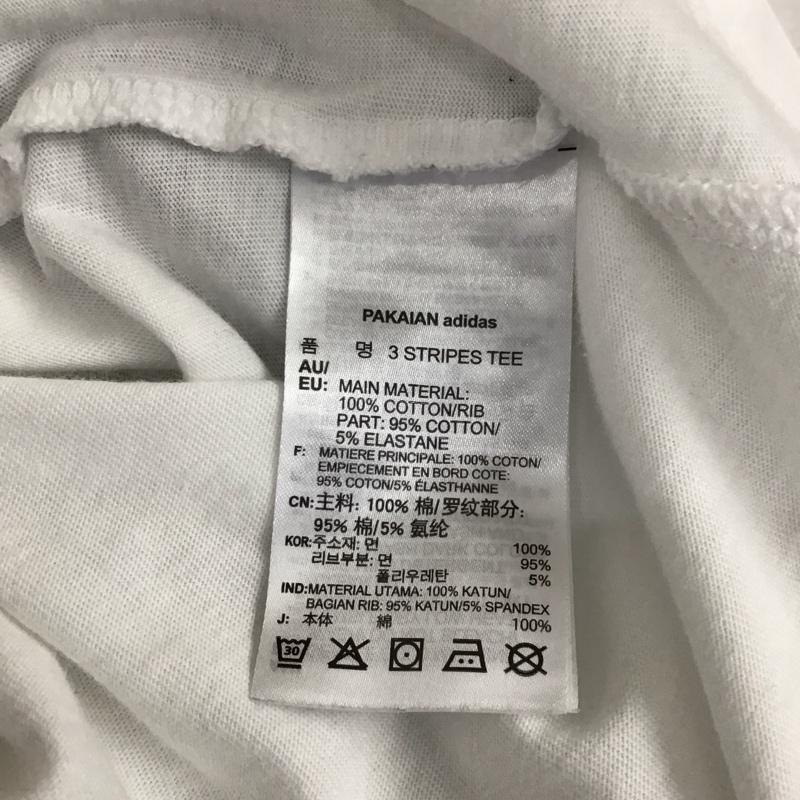 PAKAIAN adidas
품 명 3 STRIPES TEE
AU/
EU: MAIN MATERIAL:
100% COTTON/RIB
PART: 95% COTTON/
5% ELASTANE
F: MATIERE PRINCIPALE: 100% COTON/
EMPIECEMENT EN BORD COTE:
95% COTON/5% ÉLASTHANNE
CN:主料: 100% 棉/罗纹部分:
95% 棉/5% 氨纶
KOR:주소재: 면 100%
리브부분: 면 95%
폴리우레탄 5%
IND:MATERIAL UTAMA: 100% KATUN/
BAGIAN RIB: 95% KATUN/5% SPANDEX
J: 本体 綿 100%
30